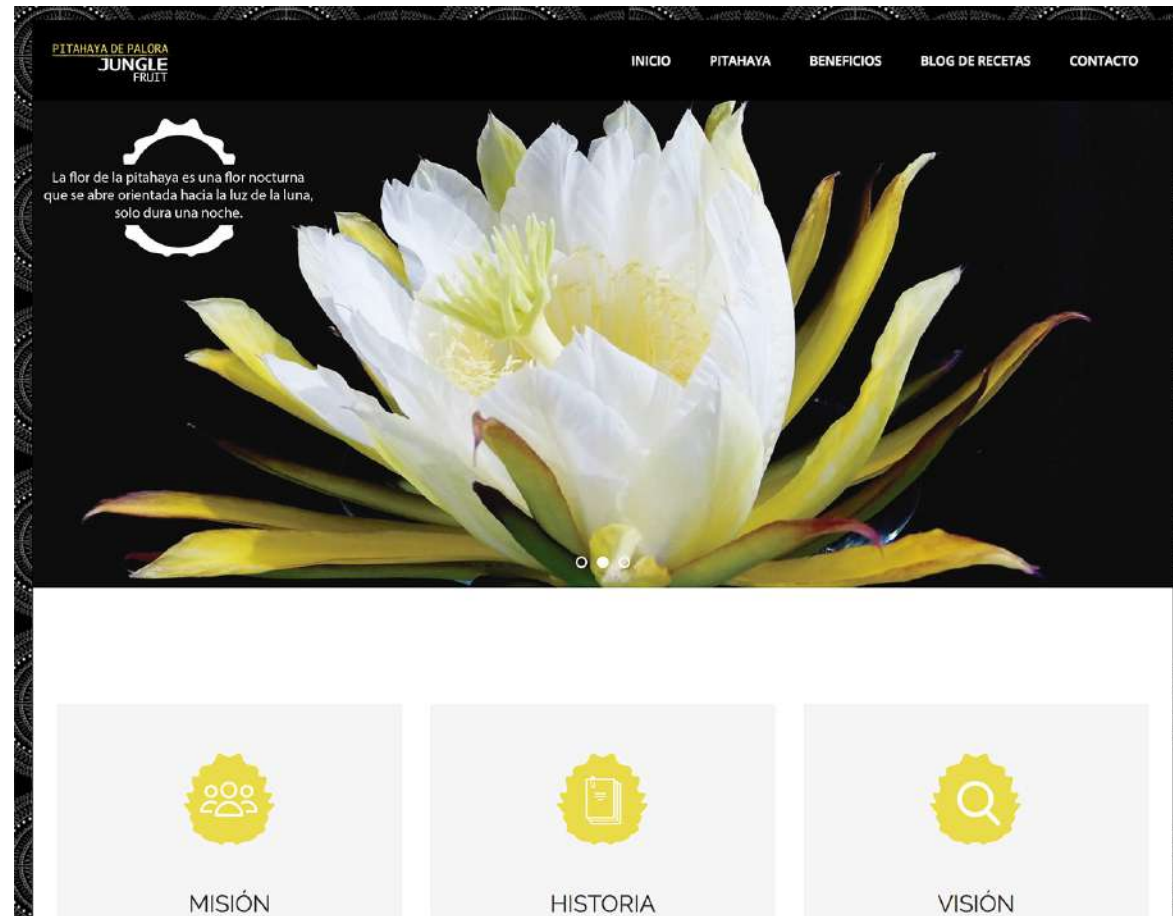 PITAHAYA DE PALORA
JUNGLE
FRUIT
INICIO PITAHAYA BENEFICIOS BLOG DE RECETAS CONTACTO
La flor de la pitahaya es una flor nocturna
que se abre orientada hacia la luz de la luna,
solo dura una noche.
MISIÓN HISTORIA VISIÓN